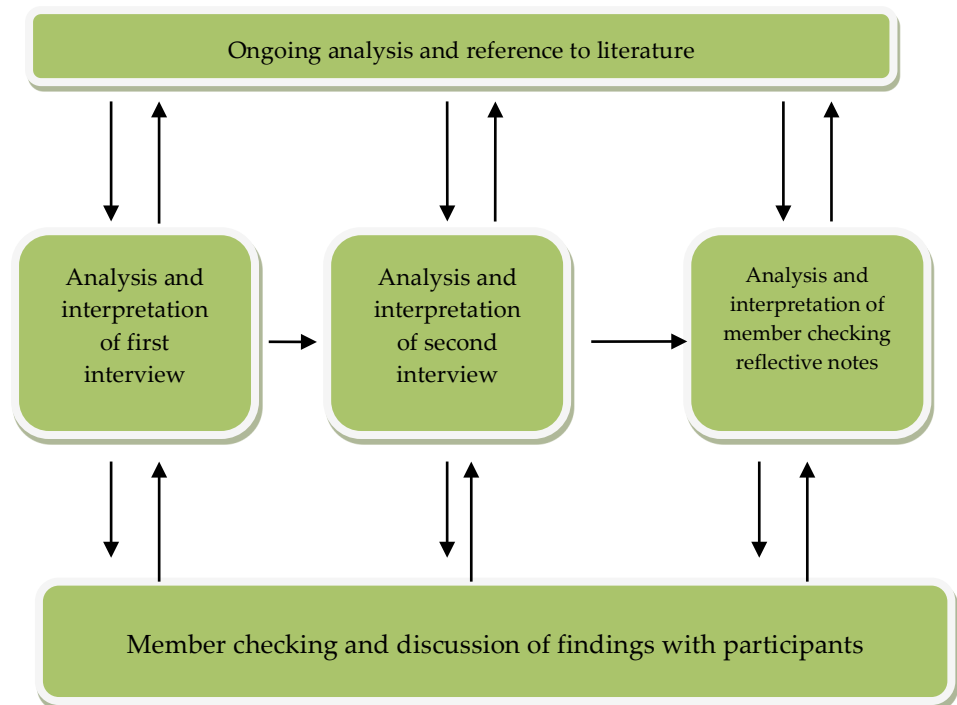 Ongoing analysis and reference to literature
Analysis and
interpretation
of first
interview
Analysis and
interpretation
of second
interview
Analysis and
interpretation of
member checking
reflective notes
Member checking and discussion of findings with participants